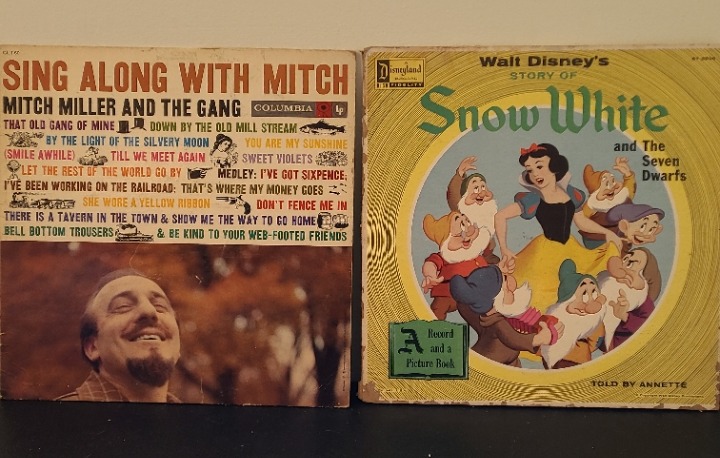 SING ALONG WITH MITCH
MITCH MILLER AND THE GANG COLUMBIA Lp
THAT OLD GANG OF MINE DOWN BY THE OLD MILL STREAM
BY THE LIGHT OF THE SILVERY MOON YOU ARE MY SUNSHINE
(SMILE AWHILE) TILL WE MEET AGAIN SWEET VIOLETS
LET THE REST OF THE WORLD GO BY MEDLEY: I'VE GOT SIXPENCE;
I'VE BEEN WORKING ON THE RAILROAD; THAT'S WHERE MY MONEY GOES
SHE WORE A YELLOW RIBBON DON'T FENCE ME IN
THERE IS A TAVERN IN THE TOWN & SHOW ME THE WAY TO GO HOME
BELL BOTTOM TROUSERS & BE KIND TO YOUR WEB-FOOTED FRIENDS
Disneyland
HIGH FIDELITY
Walt Disney's
STORY OF
Snow White
and The
Seven
Dwarfs
A Record
and a
Picture Book
TOLD BY ANNETTE